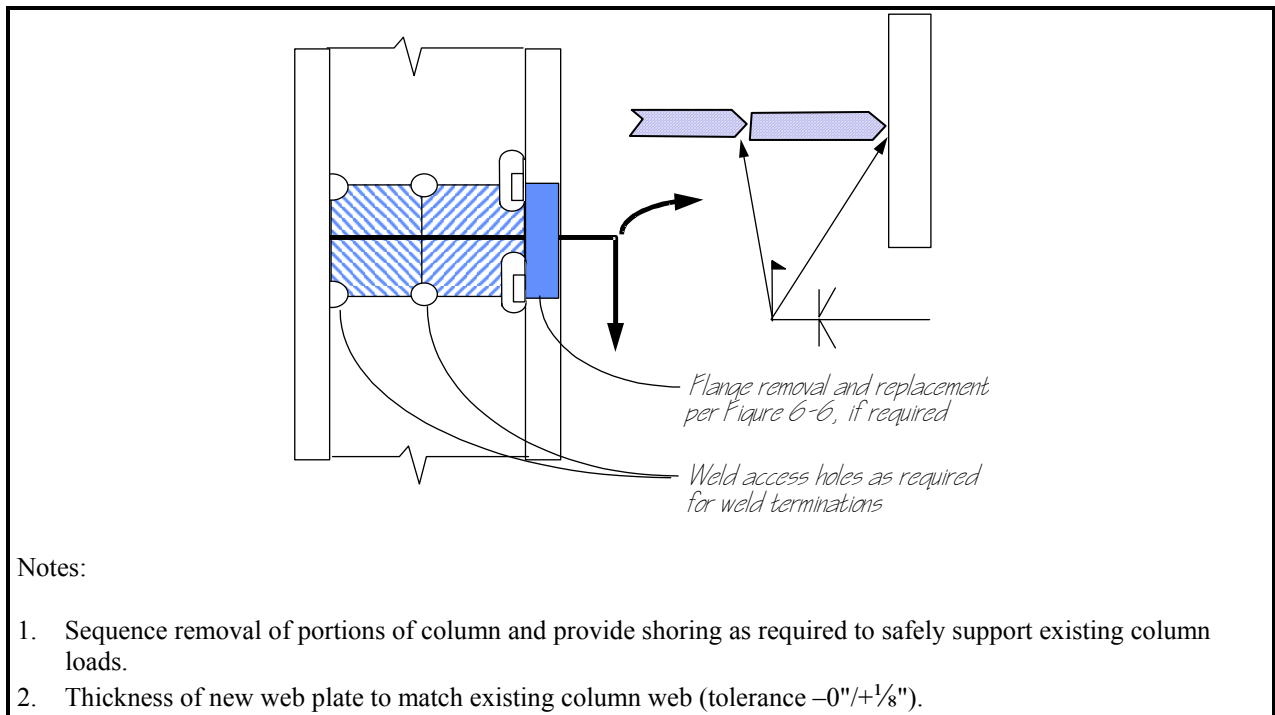 Flange removal and replacement
per Figure 6-6, if required
Weld access holes as required
for weld terminations
Notes:
1. Sequence removal of portions of column and provide shoring as required to safely support existing column
loads.
2. Thickness of new web plate to match existing column web (tolerance –0"/+⅛").